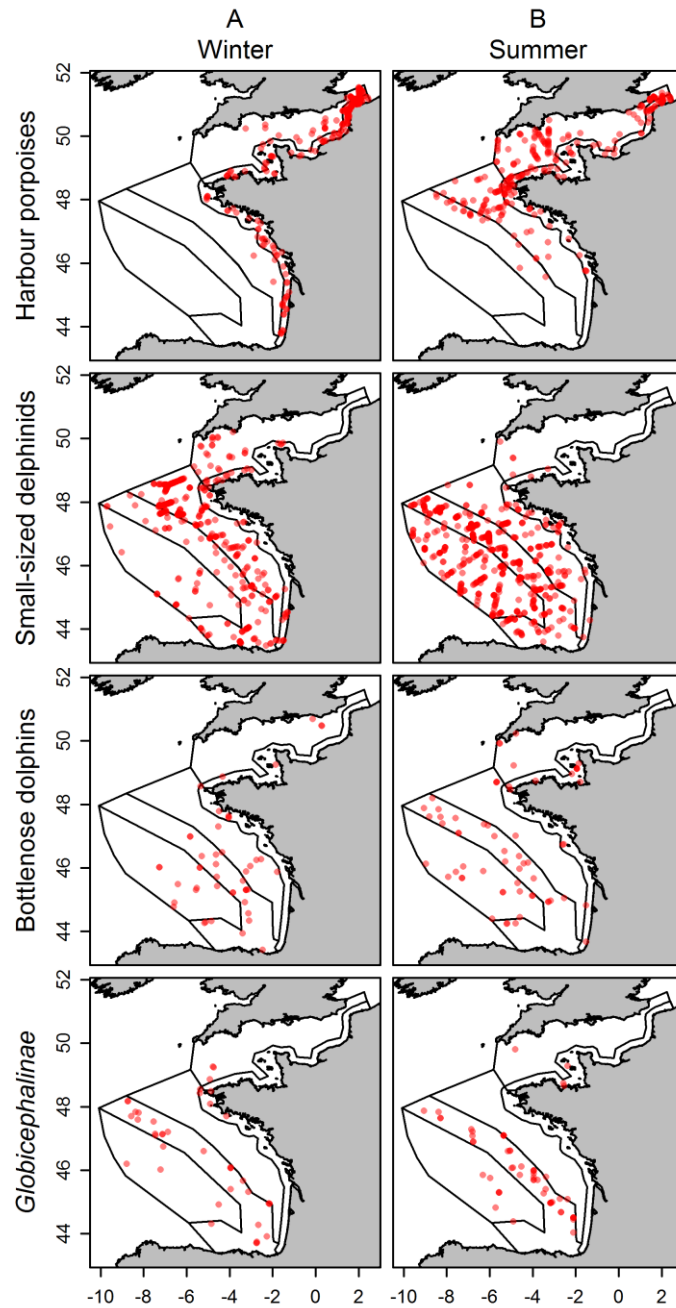 A
Winter
B
Summer
Harbour porpoises
52
50
48
46
44
Small-sized delphinids
52
50
48
46
44
Bottlenose dolphins
52
50
48
46
44
Globicephalinae
52
50
48
46
44
-10 -8 -6 -4 -2 0 2
-10 -8 -6 -4 -2 0 2